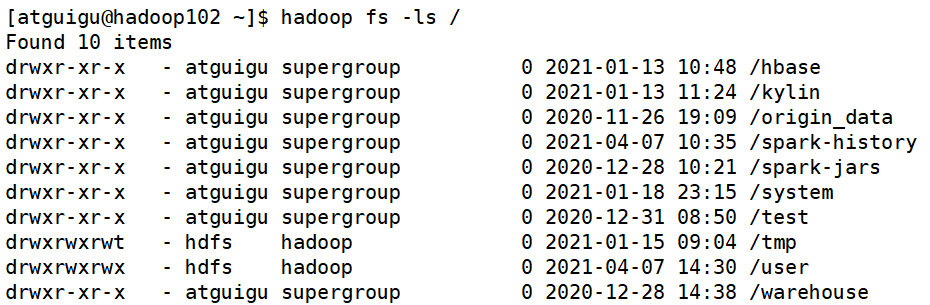 [atguigu@hadoop102 ~]$ hadoop fs -ls /
Found 10 items
drwxr-xr-x   - atguigu supergroup          0 2021-01-13 10:48 /hbase
drwxr-xr-x   - atguigu supergroup          0 2021-01-13 11:24 /kylin
drwxr-xr-x   - atguigu supergroup          0 2020-11-26 19:09 /origin_data
drwxr-xr-x   - atguigu supergroup          0 2021-04-07 10:35 /spark-history
drwxr-xr-x   - atguigu supergroup          0 2020-12-28 10:21 /spark-jars
drwxr-xr-x   - atguigu supergroup          0 2021-01-18 23:15 /system
drwxr-xr-x   - atguigu supergroup          0 2020-12-31 08:50 /test
drwxrwxrwt   - hdfs    hadoop              0 2021-01-15 09:04 /tmp
drwxrwxrwx   - hdfs    hadoop              0 2021-04-07 14:30 /user
drwxr-xr-x   - atguigu supergroup          0 2020-12-28 14:38 /warehouse